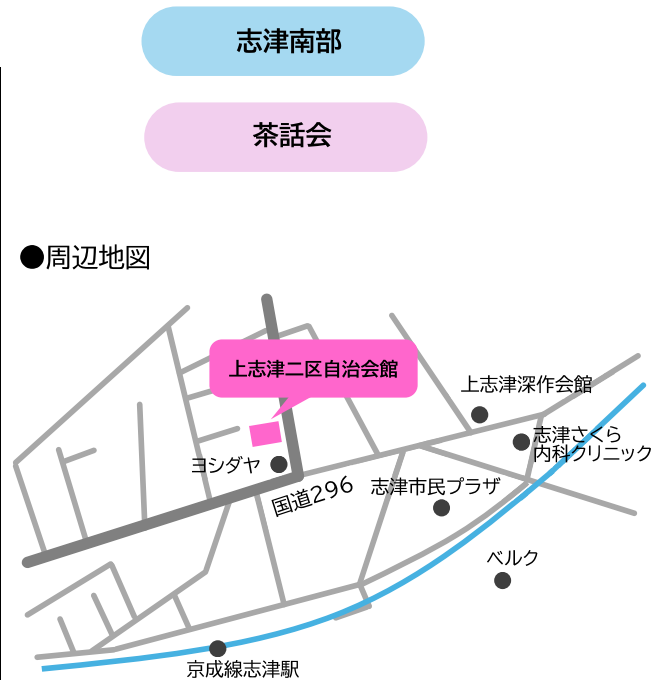 志津南部
茶話会
●周辺地図
上志津二区自治会館
上志津深作会館
志津さくら
内科クリニック
ヨシダヤ
国道296
志津市民プラザ
ベルク
京成線志津駅